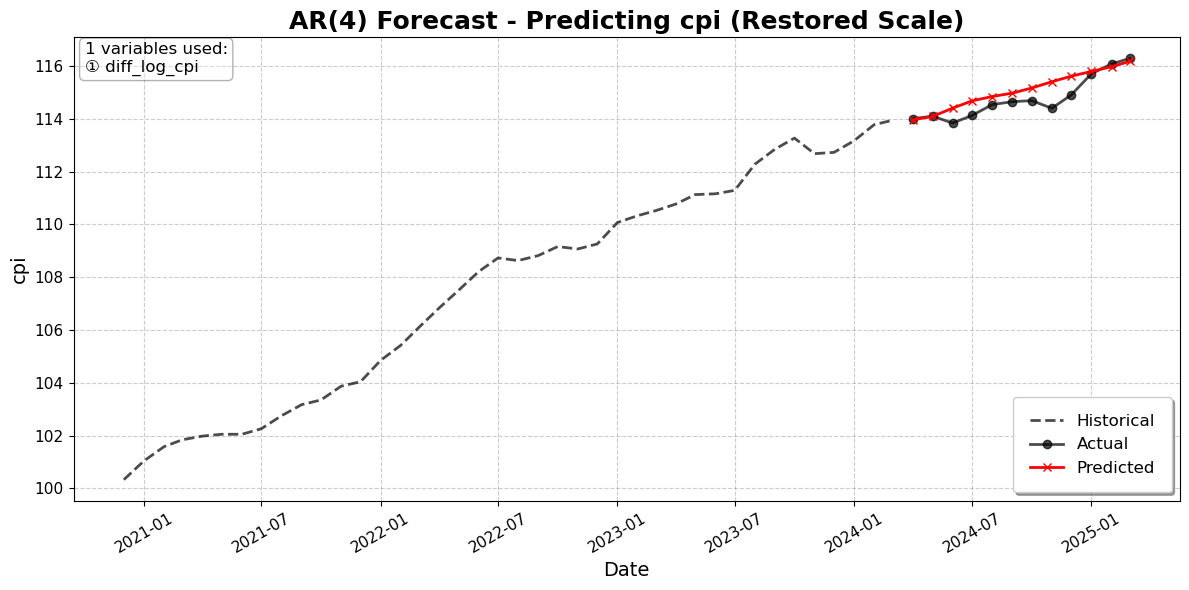 AR(4) Forecast - Predicting cpi (Restored Scale)
1 variables used:
① diff_log_cpi
116
114
112
110
108
106
104
102
100
cpi
Historical
Actual
Predicted
2021-01
2021-07
2022-01
2022-07
2023-01
2023-07
2024-01
2024-07
2025-01
Date